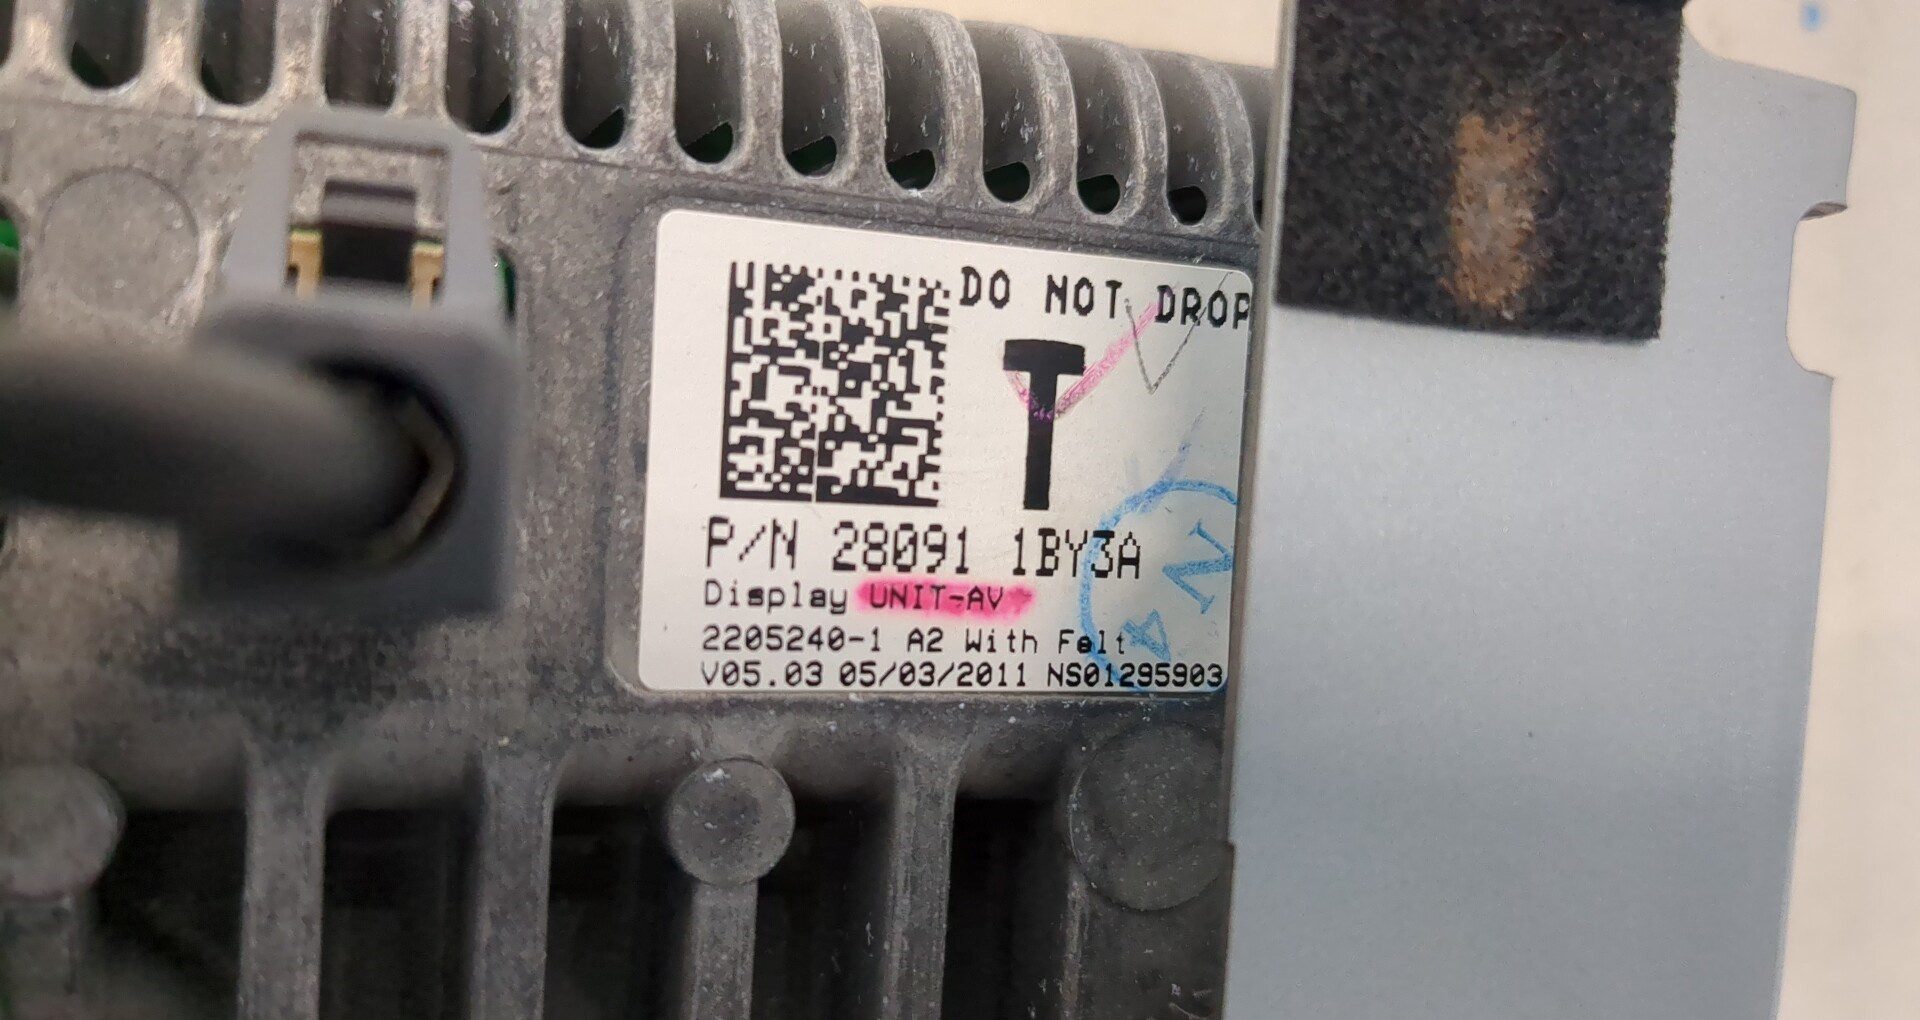 DO NOT DROP
T
P/N 28091 1BY3A
Display UNIT-AV
2205240-1 A2 With Felt
V05.03 05/03/2011 NS01295903
N